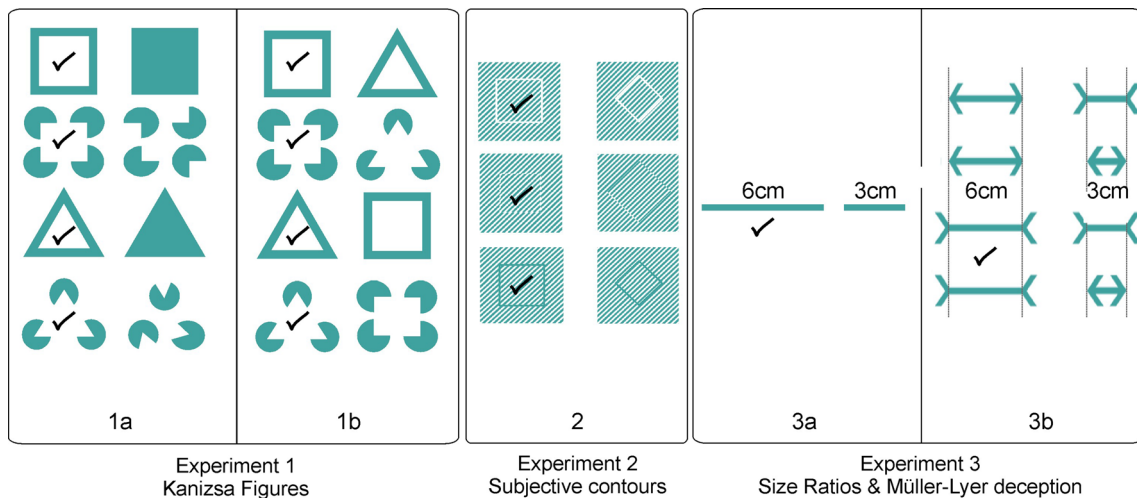 6cm
3cm
6cm
3cm
1a
1b
2
3a
3b
Experiment 1
Kanizsa Figures
Experiment 2
Subjective contours
Experiment 3
Size Ratios & Müller-Lyer deception